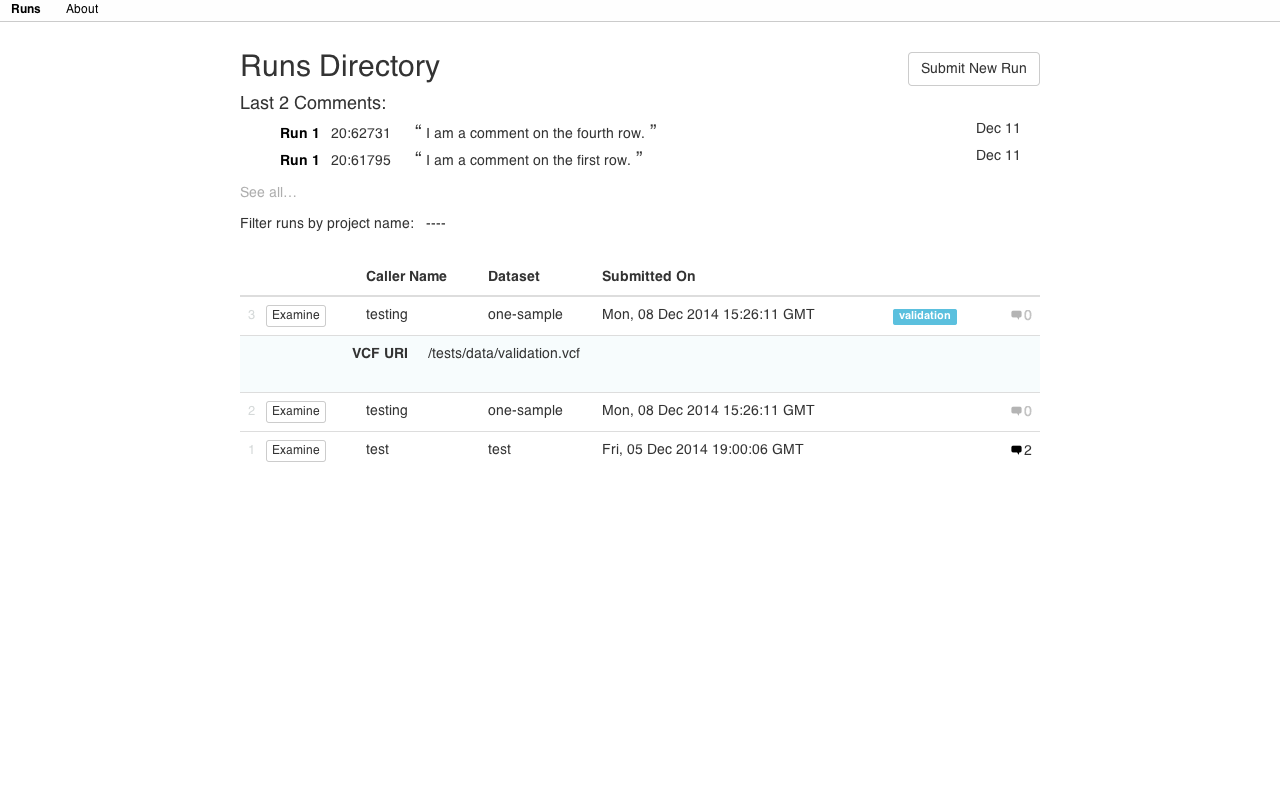 Runs About
Runs Directory
Submit New Run
Last 2 Comments:
Run 1 20:62731 “ I am a comment on the fourth row. ” Dec 11
Run 1 20:61795 “ I am a comment on the first row. ” Dec 11
See all…
Filter runs by project name: ----
Caller Name Dataset Submitted On
3 Examine testing one-sample Mon, 08 Dec 2014 15:26:11 GMT validation 0
VCF URI /tests/data/validation.vcf
2 Examine testing one-sample Mon, 08 Dec 2014 15:26:11 GMT 0
1 Examine test test Fri, 05 Dec 2014 19:00:06 GMT 2